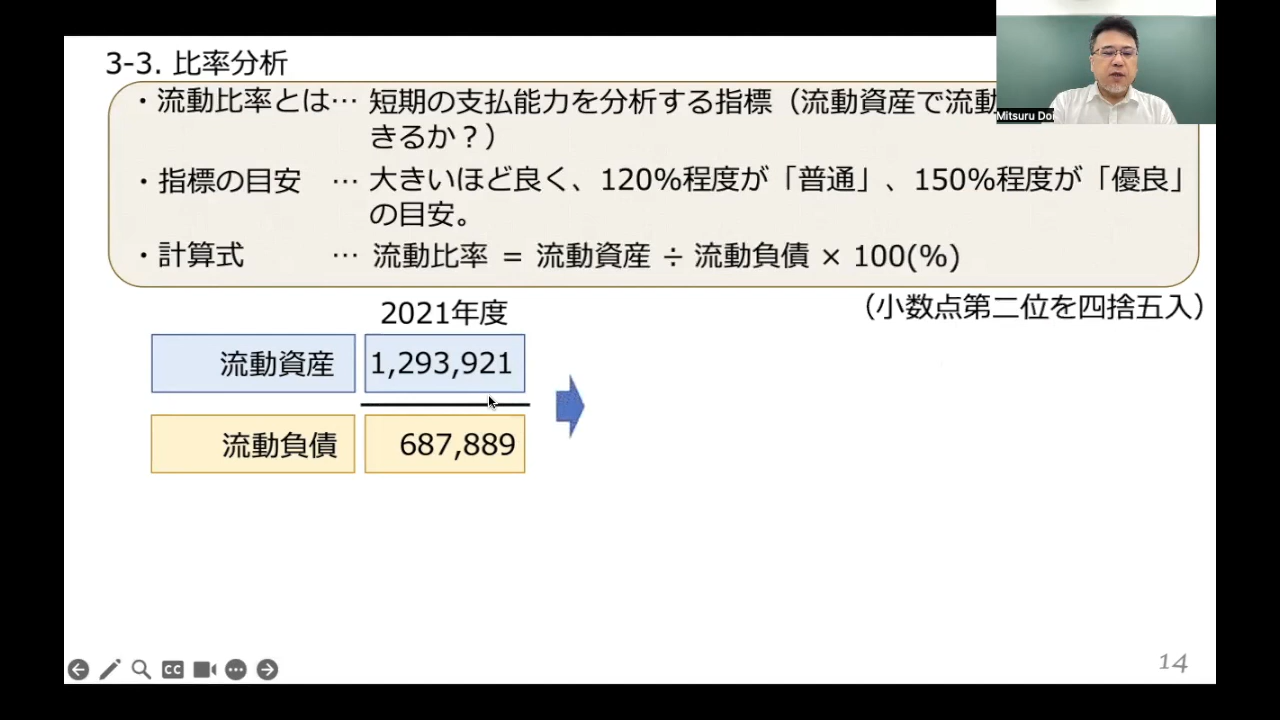 3-3. 比率分析
・流動比率とは… 短期の支払能力を分析する指標（流動資産で流動
きるか？）
・指標の目安 … 大きいほど良く、120%程度が「普通」、150%程度が「優良」
の目安。
・計算式 … 流動比率 = 流動資産 ÷ 流動負債 × 100(%)
（小数点第二位を四捨五入）
2021年度
流動資産 1,293,921
流動負債 687,889
Mitsuru Doi
CC
14